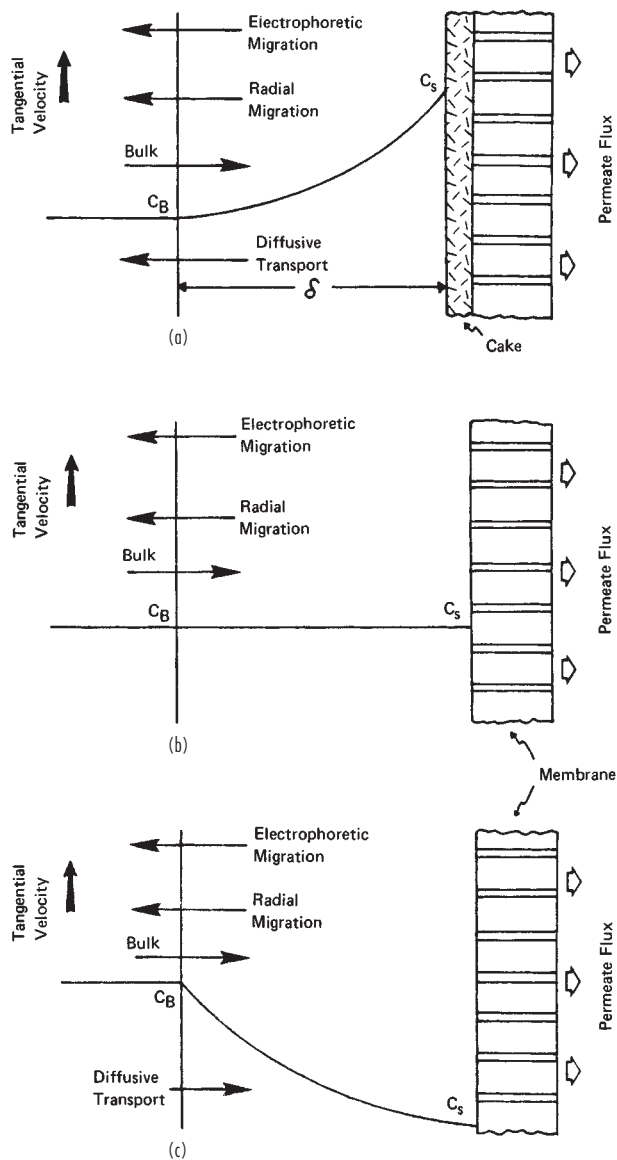 Tangential
Velocity
Electrophoretic
Migration
Radial
Migration
Bulk
C_B
C_s
Diffusive
Transport
δ
Permeate Flux
Cake
(a)
Tangential
Velocity
Electrophoretic
Migration
Radial
Migration
Bulk
C_B
C_s
Permeate Flux
(b)
Membrane
Tangential
Velocity
Electrophoretic
Migration
Radial
Migration
Bulk
C_B
Diffusive
Transport
C_s
Permeate Flux
(c)